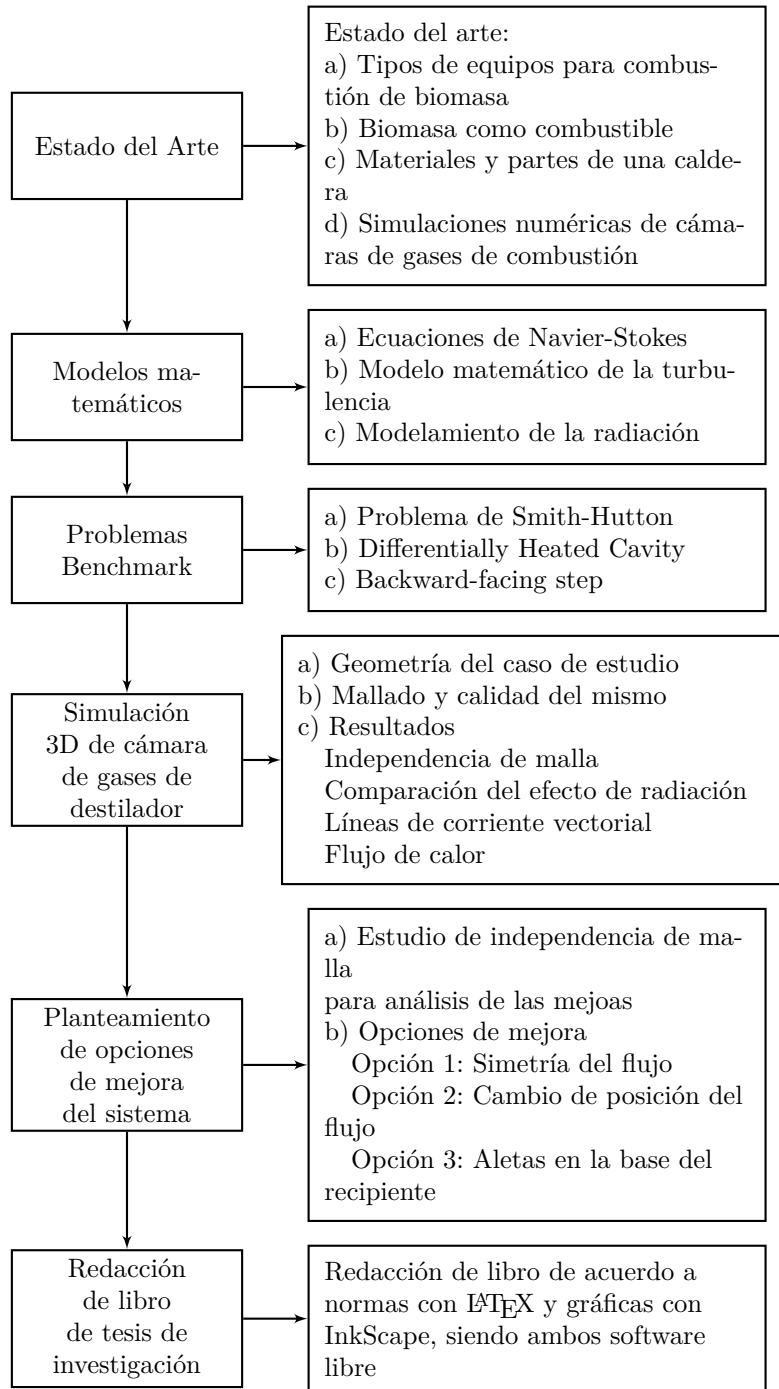 Estado del Arte
Estado del arte:
a) Tipos de equipos para combus-
tión de biomasa
b) Biomasa como combustible
c) Materiales y partes de una calde-
ra
d) Simulaciones numéricas de cáma-
ras de gases de combustión
Modelos ma-
temáticos
a) Ecuaciones de Navier-Stokes
b) Modelo matemático de la turbu-
lencia
c) Modelamiento de la radiación
Problemas
Benchmark
a) Problema de Smith-Hutton
b) Differentially Heated Cavity
c) Backward-facing step
Simulación
3D de cámara
de gases de
destilador
a) Geometría del caso de estudio
b) Mallado y calidad del mismo
c) Resultados
Independencia de malla
Comparación del efecto de radiación
Líneas de corriente vectorial
Flujo de calor
Planteamiento
de opciones
de mejora
del sistema
a) Estudio de independencia de ma-
lla
para análisis de las mejoas
b) Opciones de mejora
Opción 1: Simetría del flujo
Opción 2: Cambio de posición del
flujo
Opción 3: Aletas en la base del
recipiente
Redacción
de libro
de tesis de
investigación
Redacción de libro de acuerdo a
normas con LATEX y gráficas con
InkScape, siendo ambos software
libre